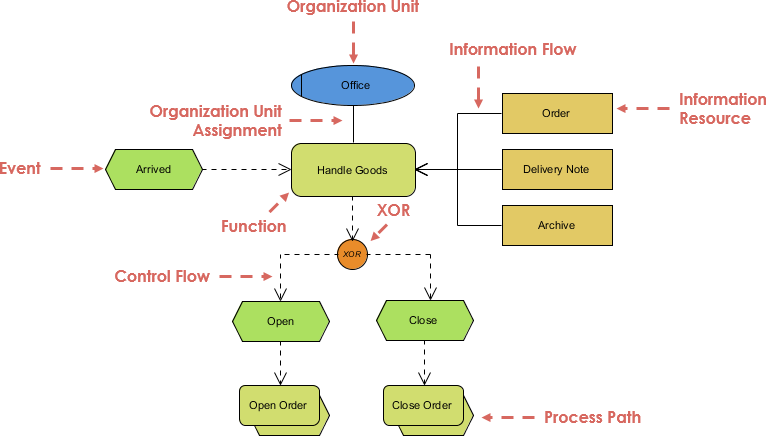 Organization Unit
Information Flow
Office
Organization Unit
Assignment
Order
Information
Resource
Event
Arrived
Handle Goods
Delivery Note
XOR
Function
Archive
XOR
Control Flow
Open
Close
Open Order
Close Order
Process Path